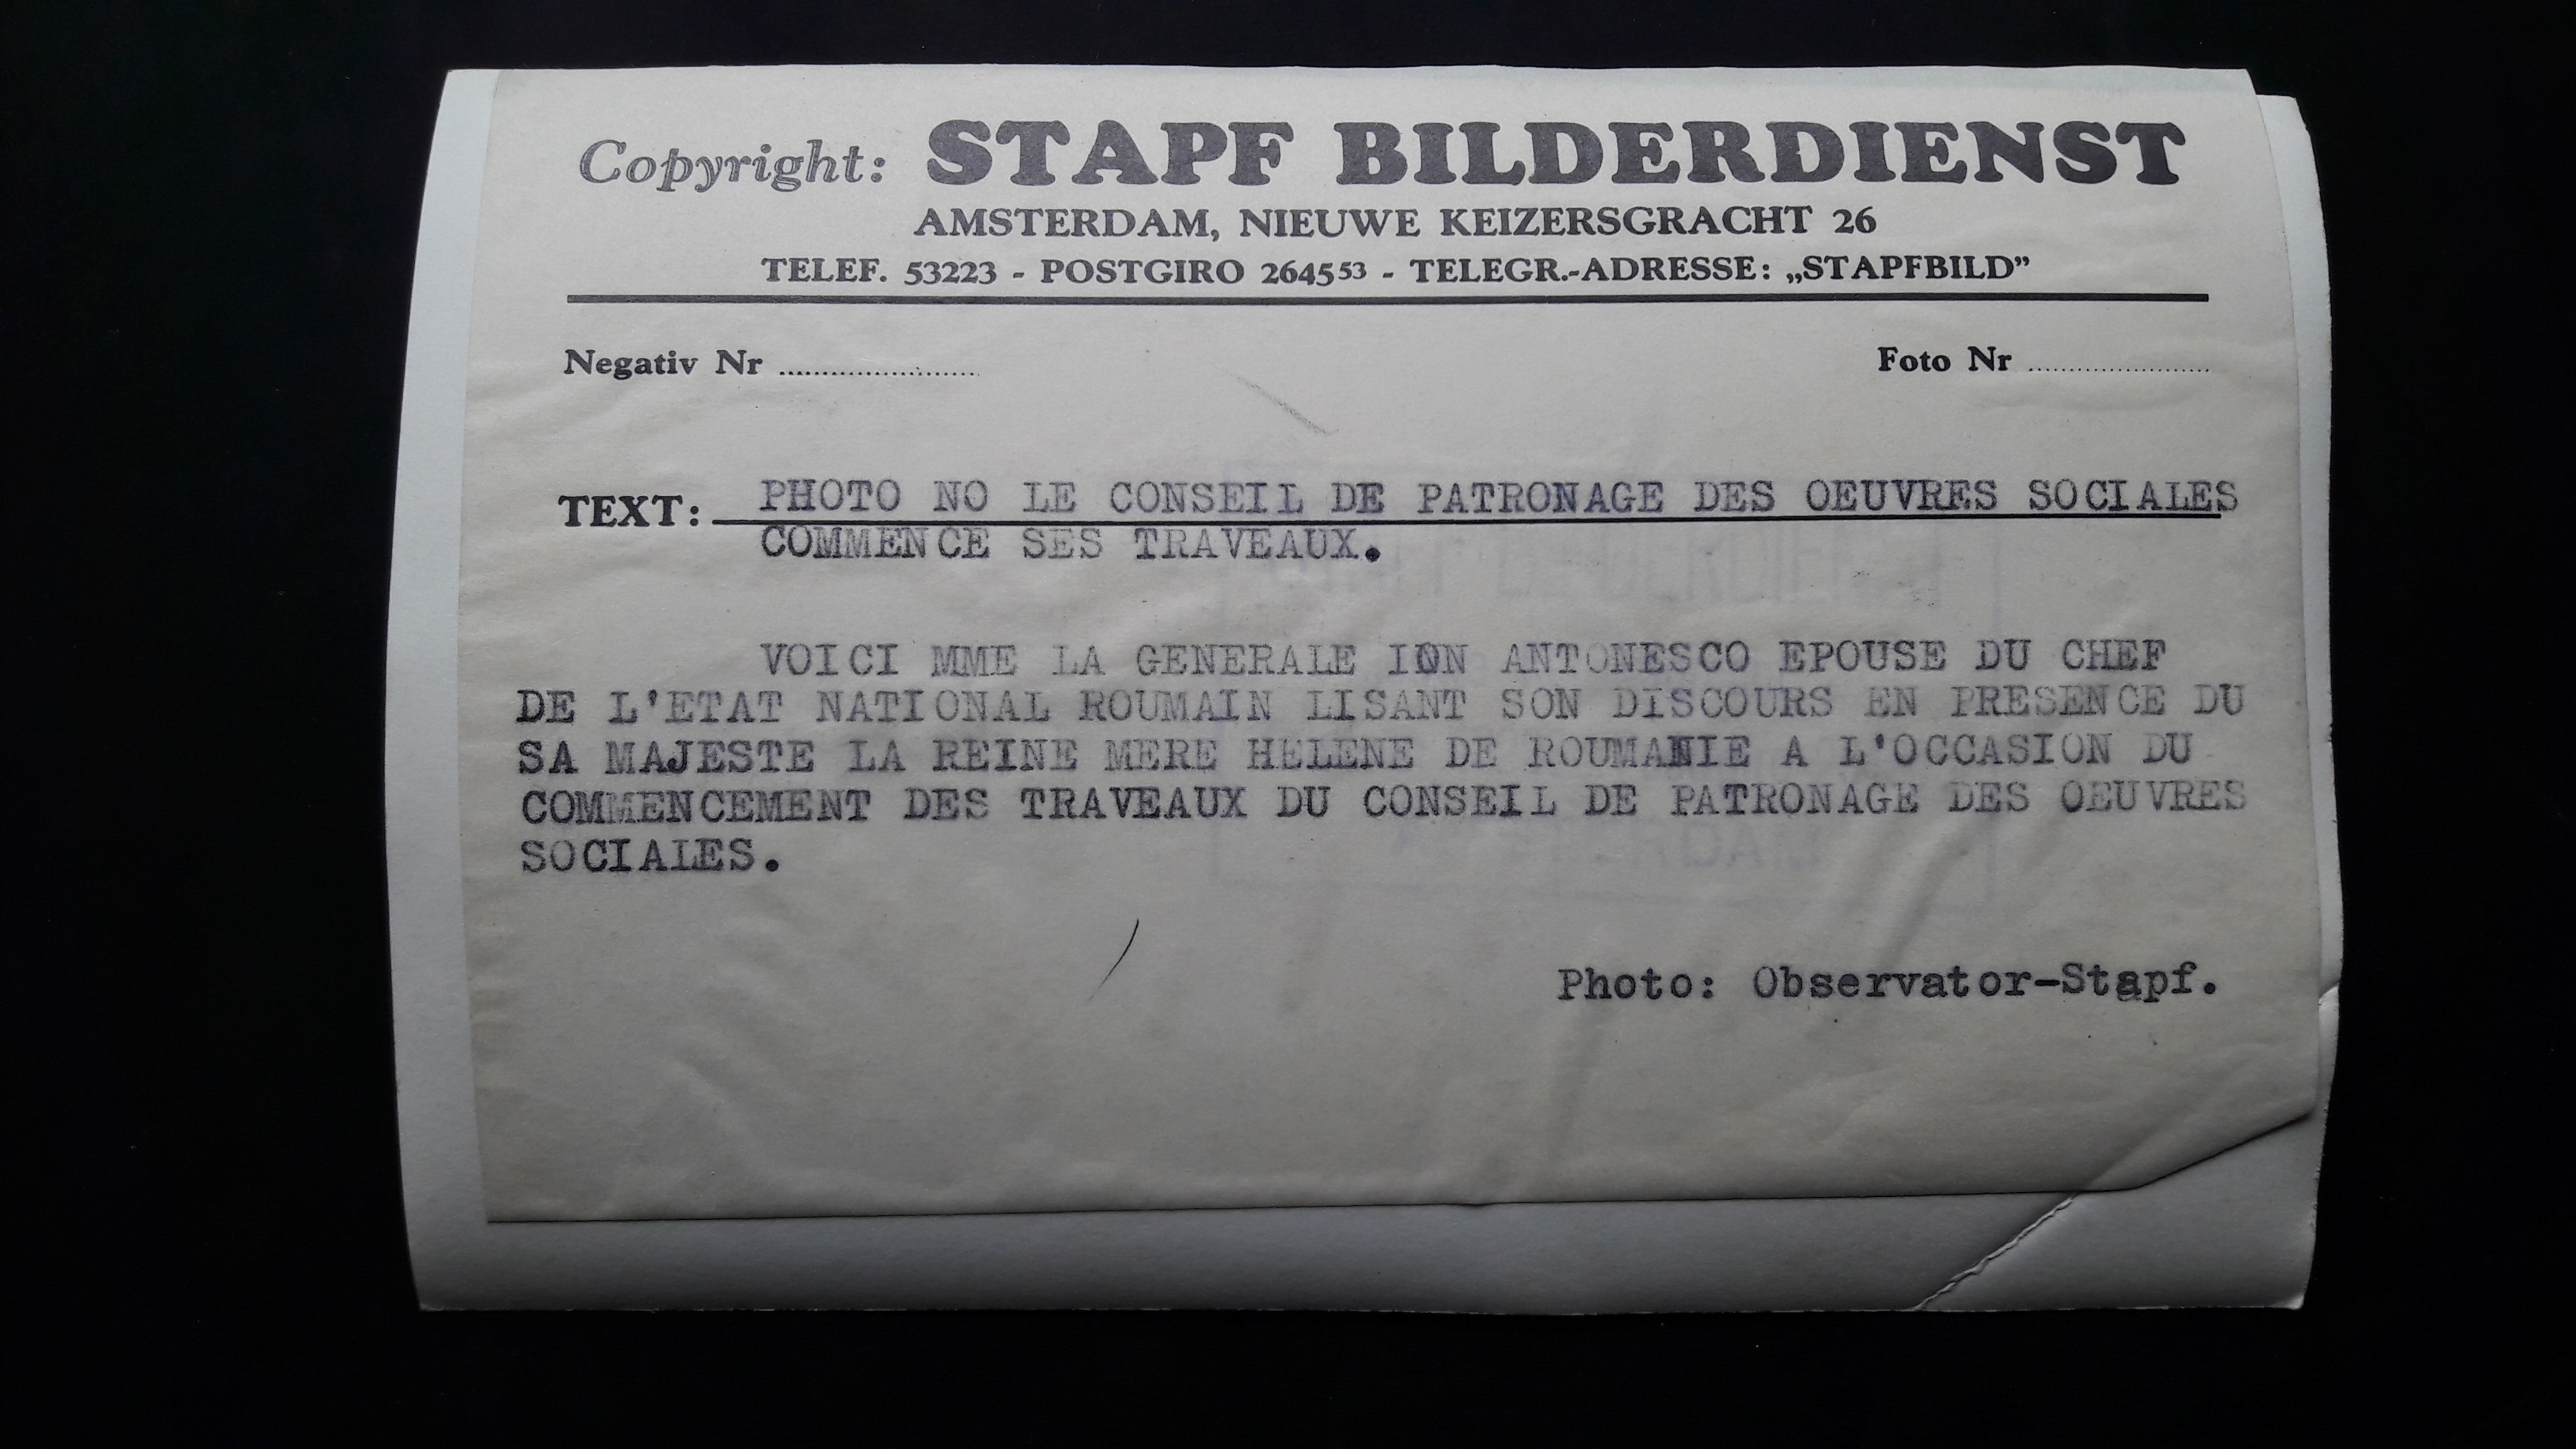 Copyright: STAPF BILDERDIENST
AMSTERDAM, NIEUWE KEIZERSGRACHT 26
TELEF. 53223 - POSTGIRO 264553 - TELEGR.-ADRESSE: „STAPFBILD”
Negativ Nr ........................ Foto Nr ........................
TEXT: PHOTO NO LE CONSEIL DE PATRONAGE DES OEUVRES SOCIALES
COMMENCE SES TRAVEAUX.
VOICI MME LA GENERALE ION ANTONESCO EPOUSE DU CHEF
DE L'ETAT NATIONAL ROUMAIN LISANT SON DISCOURS EN PRESENCE DU
SA MAJESTE LA REINE MERE HELENE DE ROUMANIE A L'OCCASION DU
COMMENCEMENT DES TRAVEAUX DU CONSEIL DE PATRONAGE DES OEUVRES
SOCIALES.
Photo: Observator-Stapf.